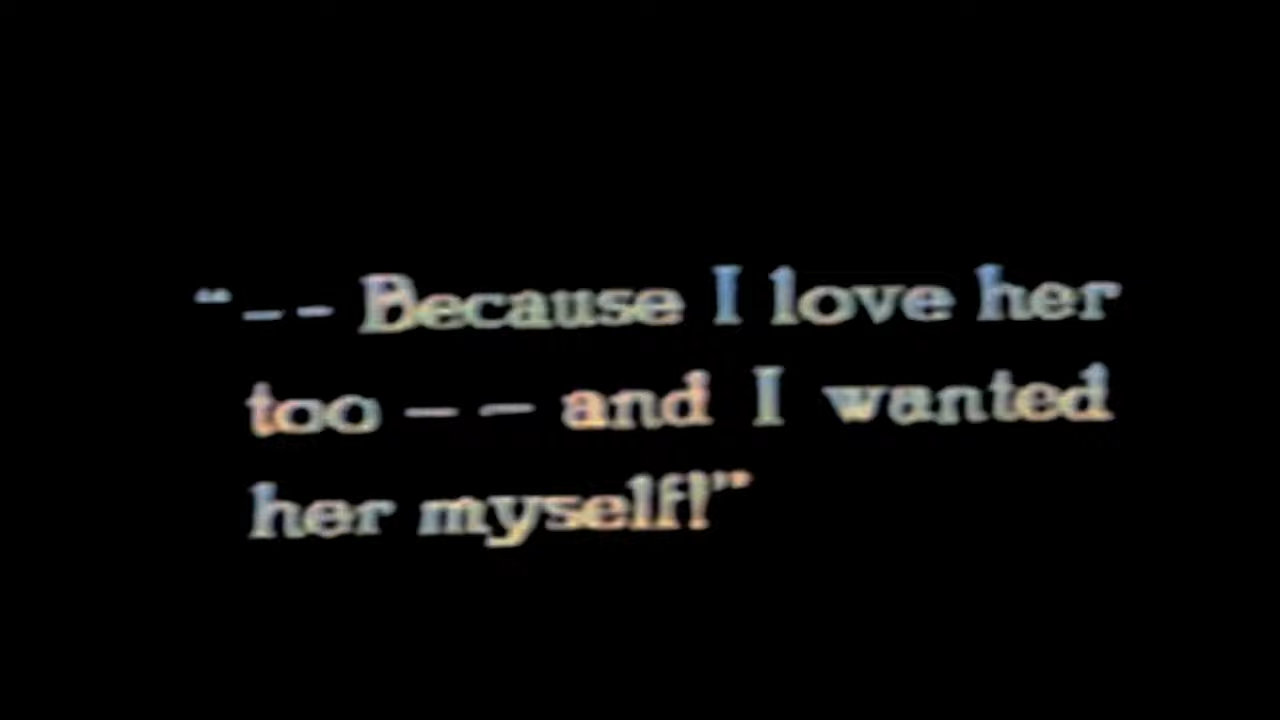 “-- Because I love her
too -- and I wanted
her myself!”